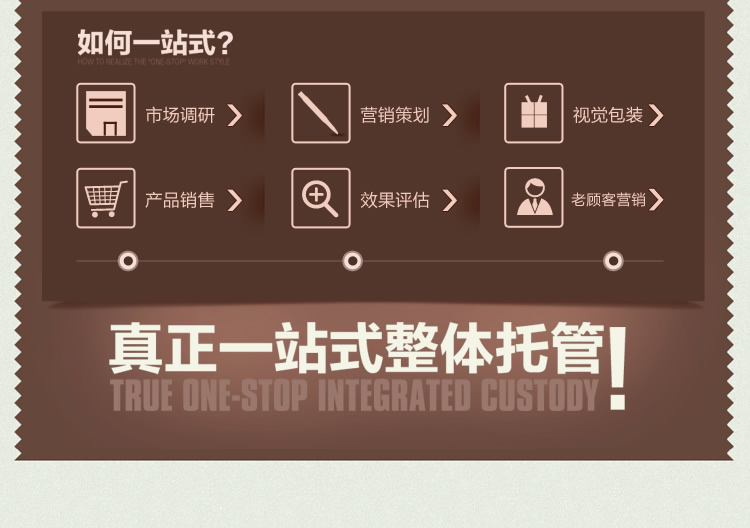 如何一站式?
HOW TO REALIZE THE "ONE-STOP" WORK STYLE
市场调研
营销策划
视觉包装
产品销售
效果评估
老顾客营销
真正一站式整体托管!
TRUE ONE-STOP INTEGRATED CUSTODY